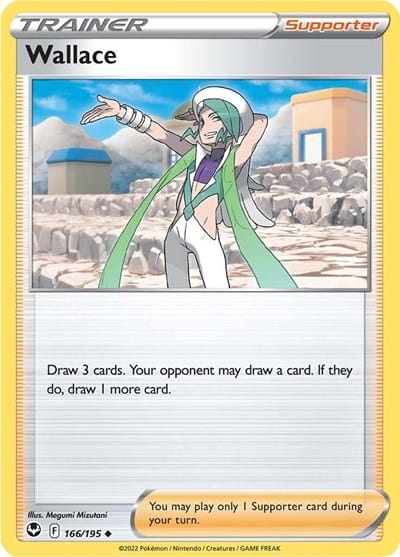 TRAINER
Supporter
Wallace
Draw 3 cards. Your opponent may draw a card. If they
do, draw 1 more card.
Illus. Megumi Mizutani
You may play only 1 Supporter card during
your turn.
F 166/195 ◆
©2022 Pokémon / Nintendo / Creatures / GAME FREAK